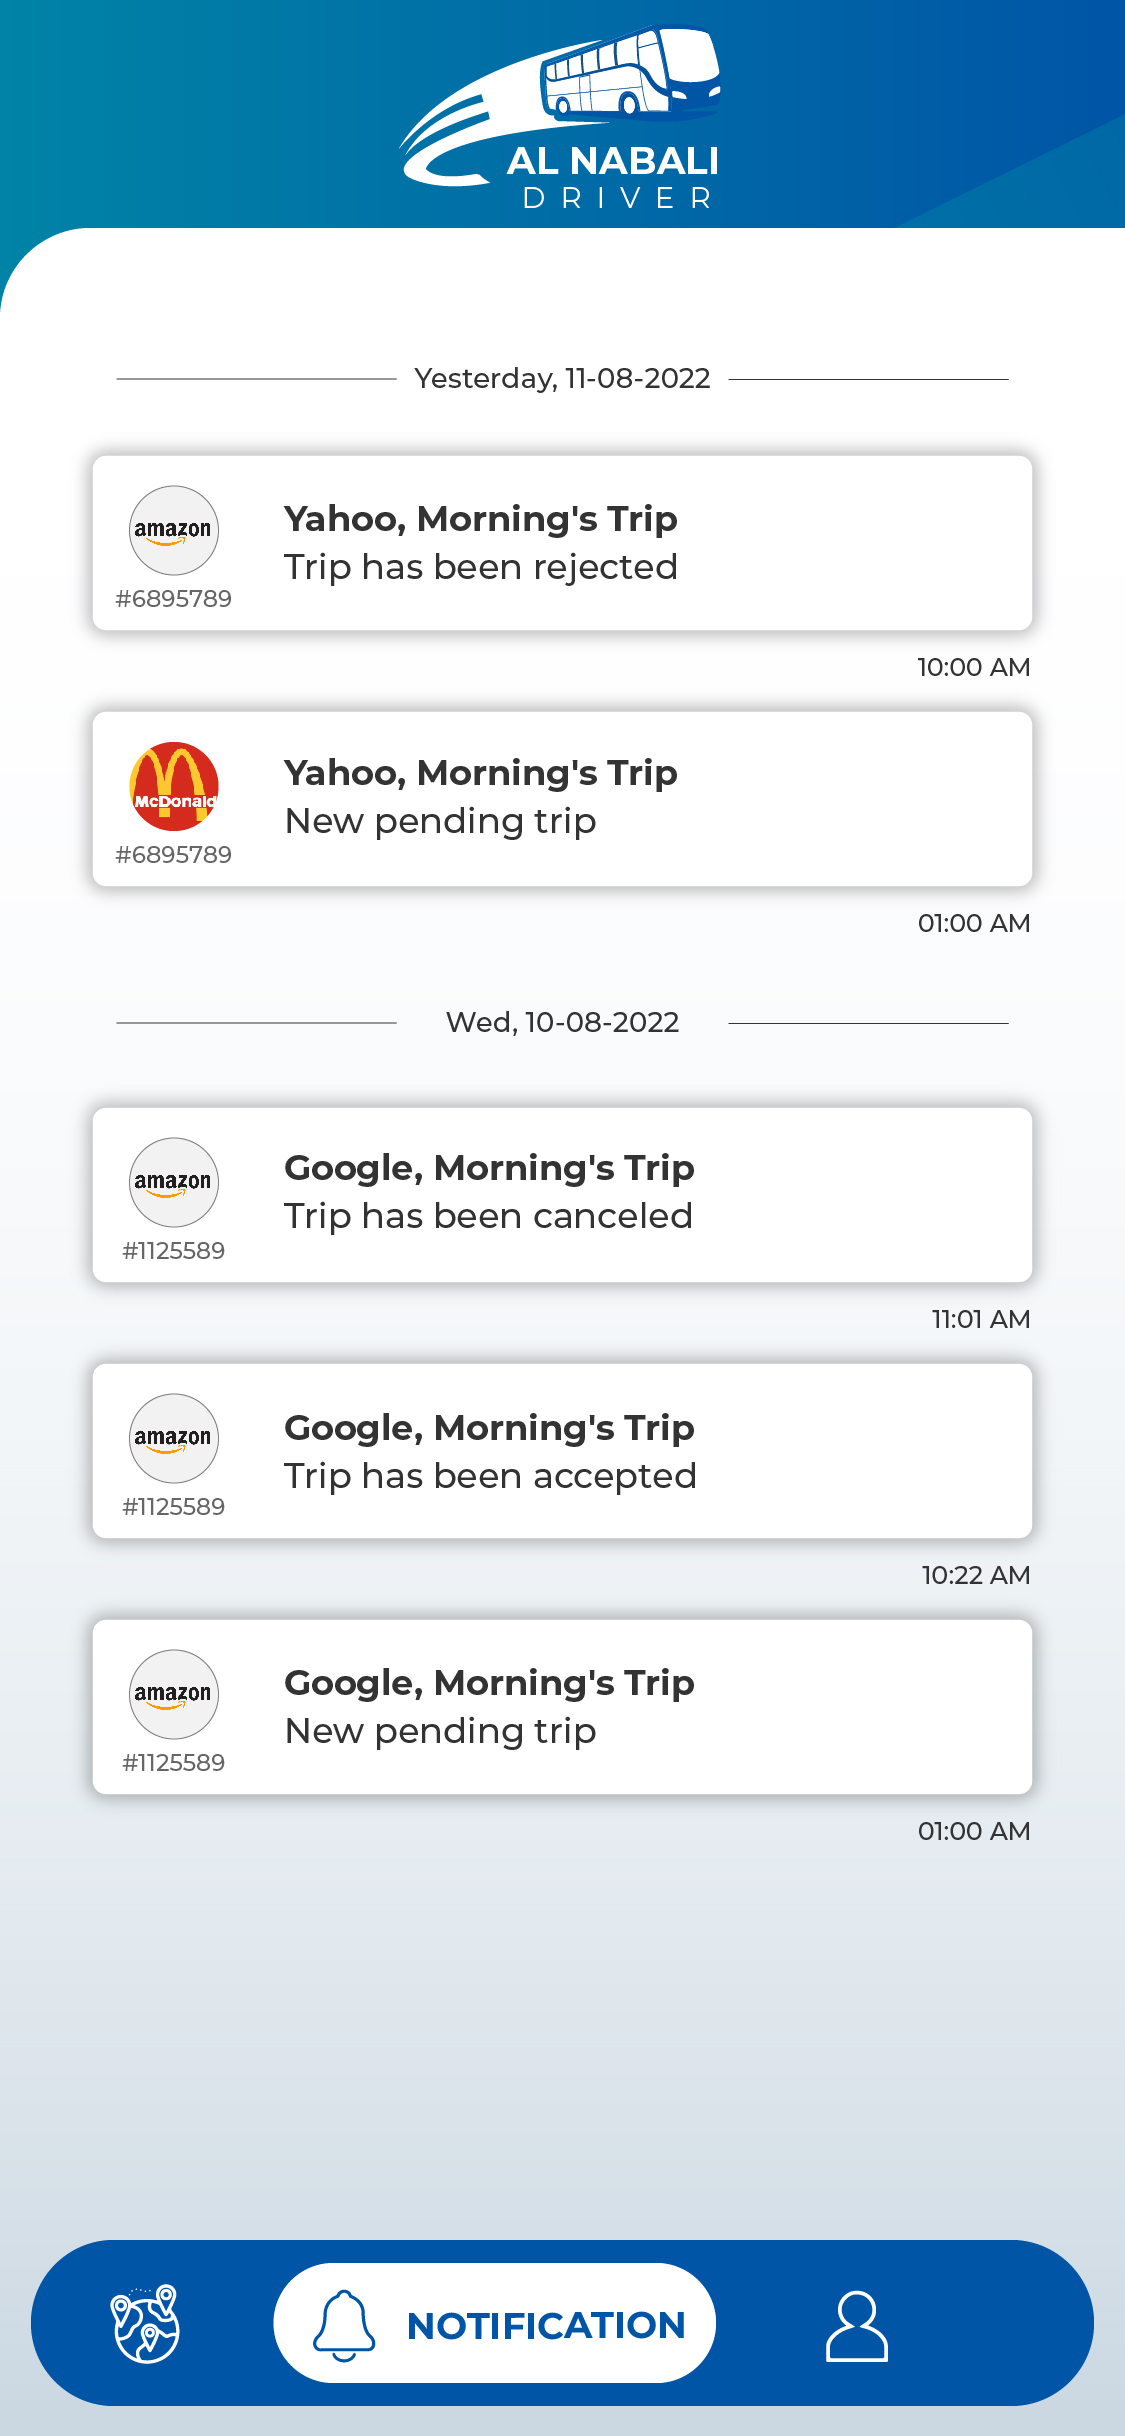 AL NABALI
DRIVER
Yesterday, 11-08-2022
amazon
#6895789
Yahoo, Morning's Trip
Trip has been rejected
10:00 AM
McDonald
#6895789
Yahoo, Morning's Trip
New pending trip
01:00 AM
Wed, 10-08-2022
amazon
#1125589
Google, Morning's Trip
Trip has been canceled
11:01 AM
amazon
#1125589
Google, Morning's Trip
Trip has been accepted
10:22 AM
amazon
#1125589
Google, Morning's Trip
New pending trip
01:00 AM
NOTIFICATION